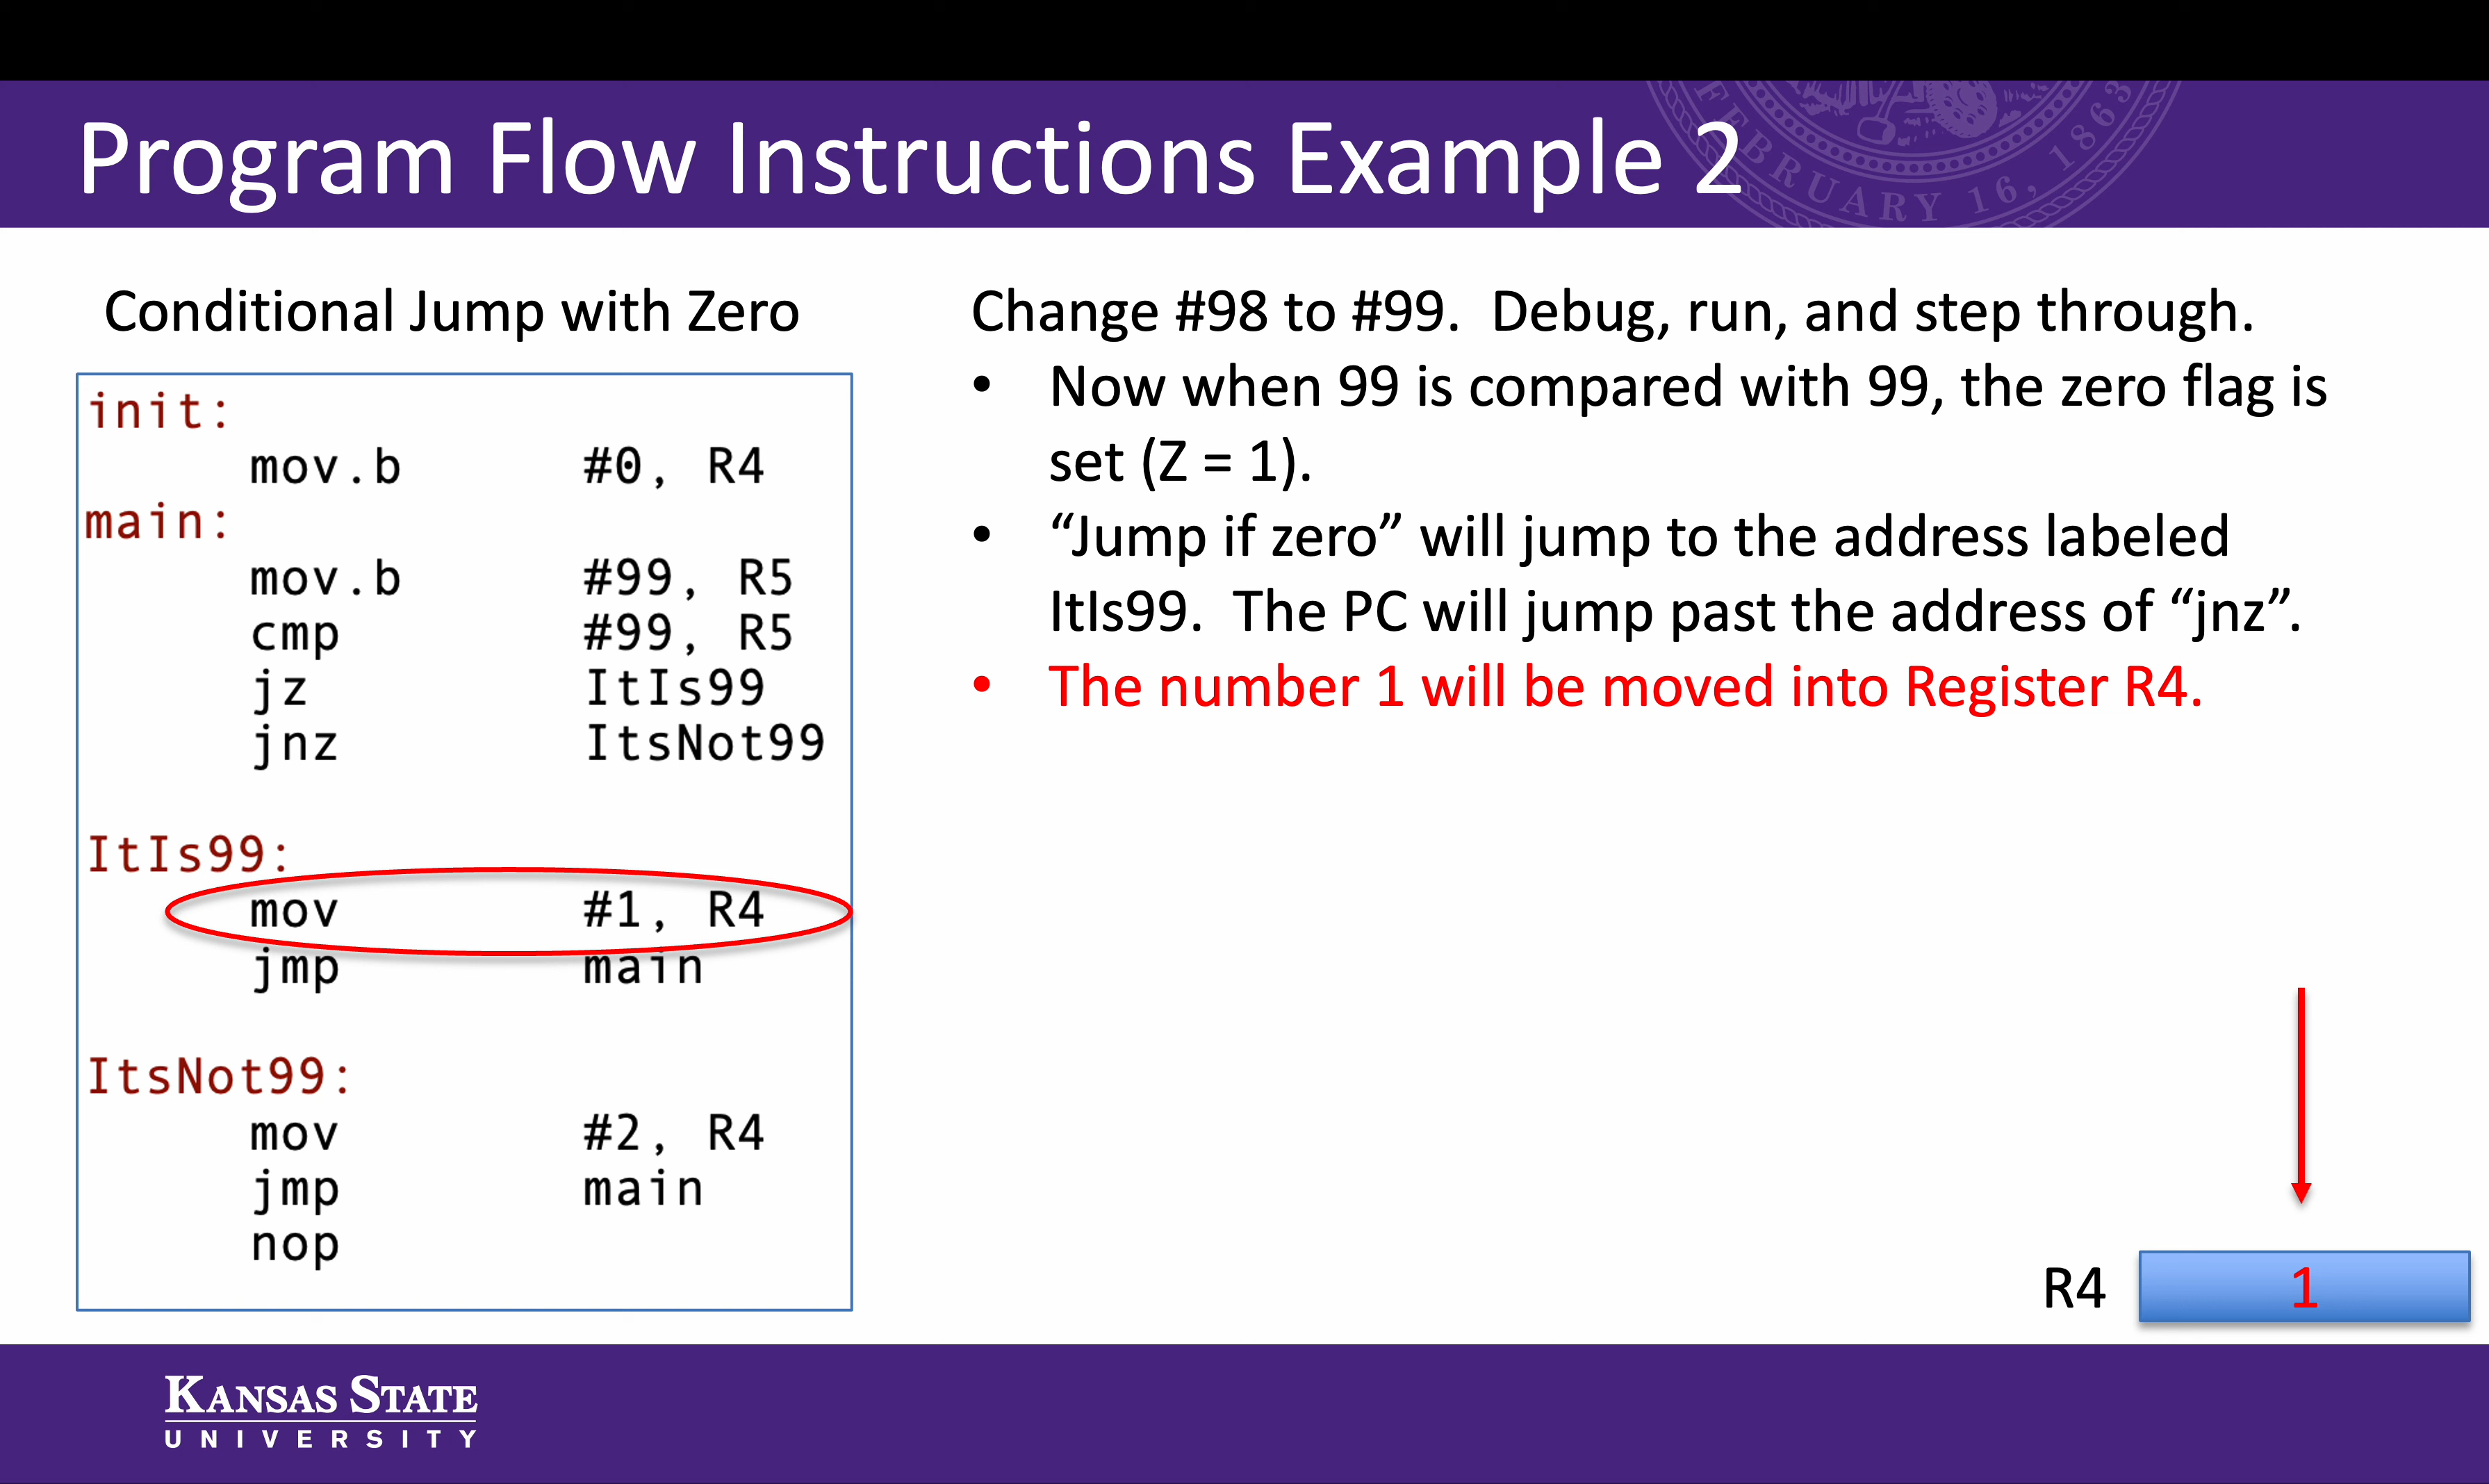 Program Flow Instructions Example 2
FEBRUARY 16, 1863
Conditional Jump with Zero
init:
mov.b #0, R4
main:
mov.b #99, R5
cmp #99, R5
jz ItIs99
jnz ItsNot99
ItIs99:
mov #1, R4
jmp main
ItsNot99:
mov #2, R4
jmp main
nop
Change #98 to #99. Debug, run, and step through.
• Now when 99 is compared with 99, the zero flag is
set (Z = 1).
• “Jump if zero” will jump to the address labeled
ItIs99. The PC will jump past the address of “jnz”.
• The number 1 will be moved into Register R4.
R4 1
KANSAS STATE
UNIVERSITY